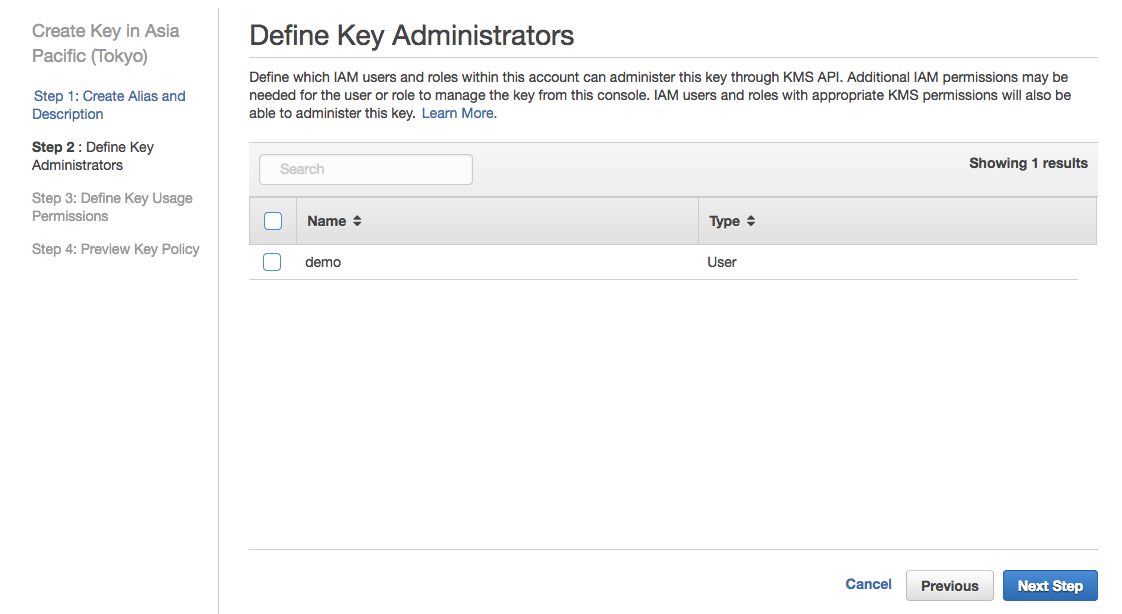 Create Key in Asia
Pacific (Tokyo)
Step 1: Create Alias and
Description
Step 2 : Define Key
Administrators
Step 3: Define Key Usage
Permissions
Step 4: Preview Key Policy
Define Key Administrators
Define which IAM users and roles within this account can administer this key through KMS API. Additional IAM permissions may be
needed for the user or role to manage the key from this console. IAM users and roles with appropriate KMS permissions will also be
able to administer this key. Learn More.
Search
Showing 1 results
Name Type
demo User
Cancel Previous Next Step